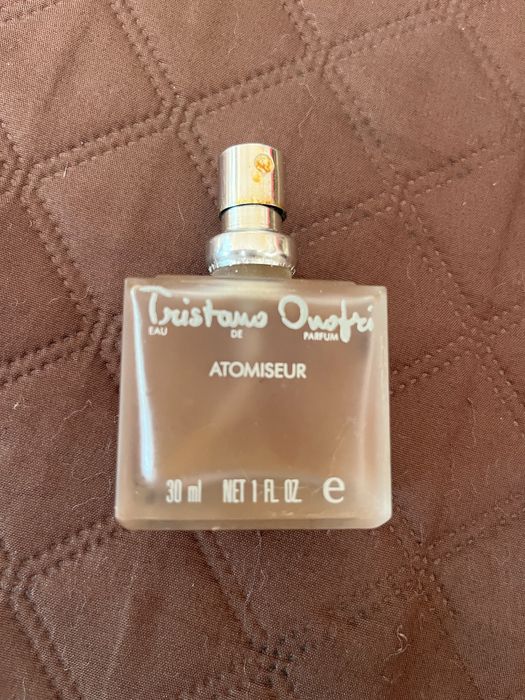 Tristano Onofri
EAU DE PARFUM
ATOMISEUR
30 ml NET 1 FL. OZ. e